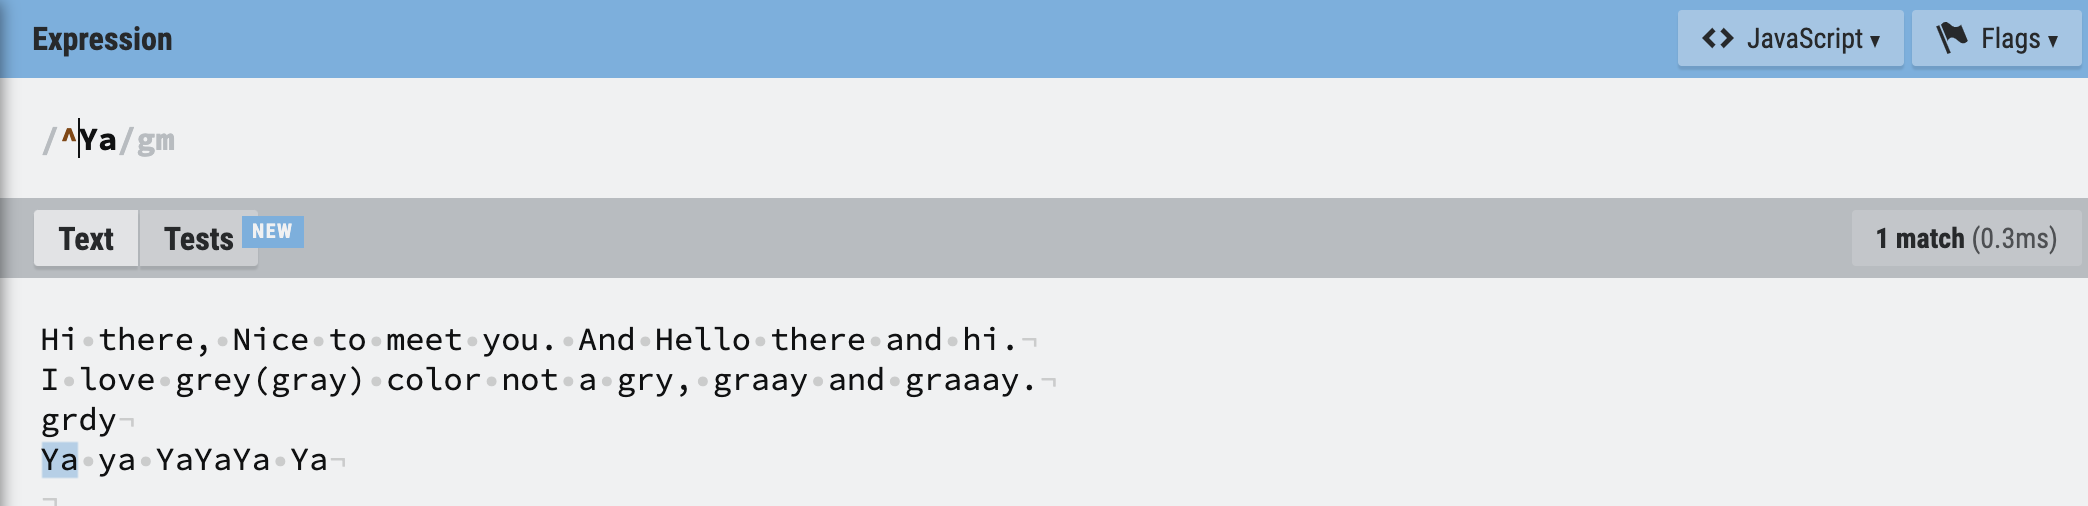 Expression
<> JavaScript ▾
Flags ▾
/^Ya/gm
Text
Tests
NEW
1 match (0.3ms)
Hi•there,•Nice•to•meet•you.•And•Hello•there•and•hi.¬
I•love•grey(gray)•color•not•a•gry,•graay•and•graaay.¬
grdy¬
Ya•ya•YaYaYa•Ya¬
¬